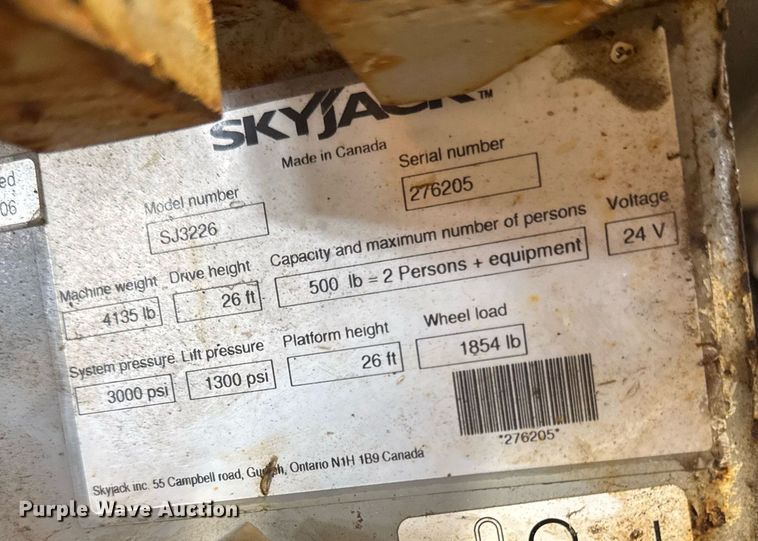 SKYJACK™
Made in Canada
Serial number
276205
Model number
SJ3226
Machine weight
4135 lb
Drive height
26 ft
Capacity and maximum number of persons
500 lb = 2 Persons + equipment
Voltage
24 V
System pressure
3000 psi
Lift pressure
1300 psi
Platform height
26 ft
Wheel load
1854 lb
*276205*
Skyjack inc. 55 Campbell road, Guelph, Ontario N1H 1B9 Canada
ed
06
Purple Wave Auction